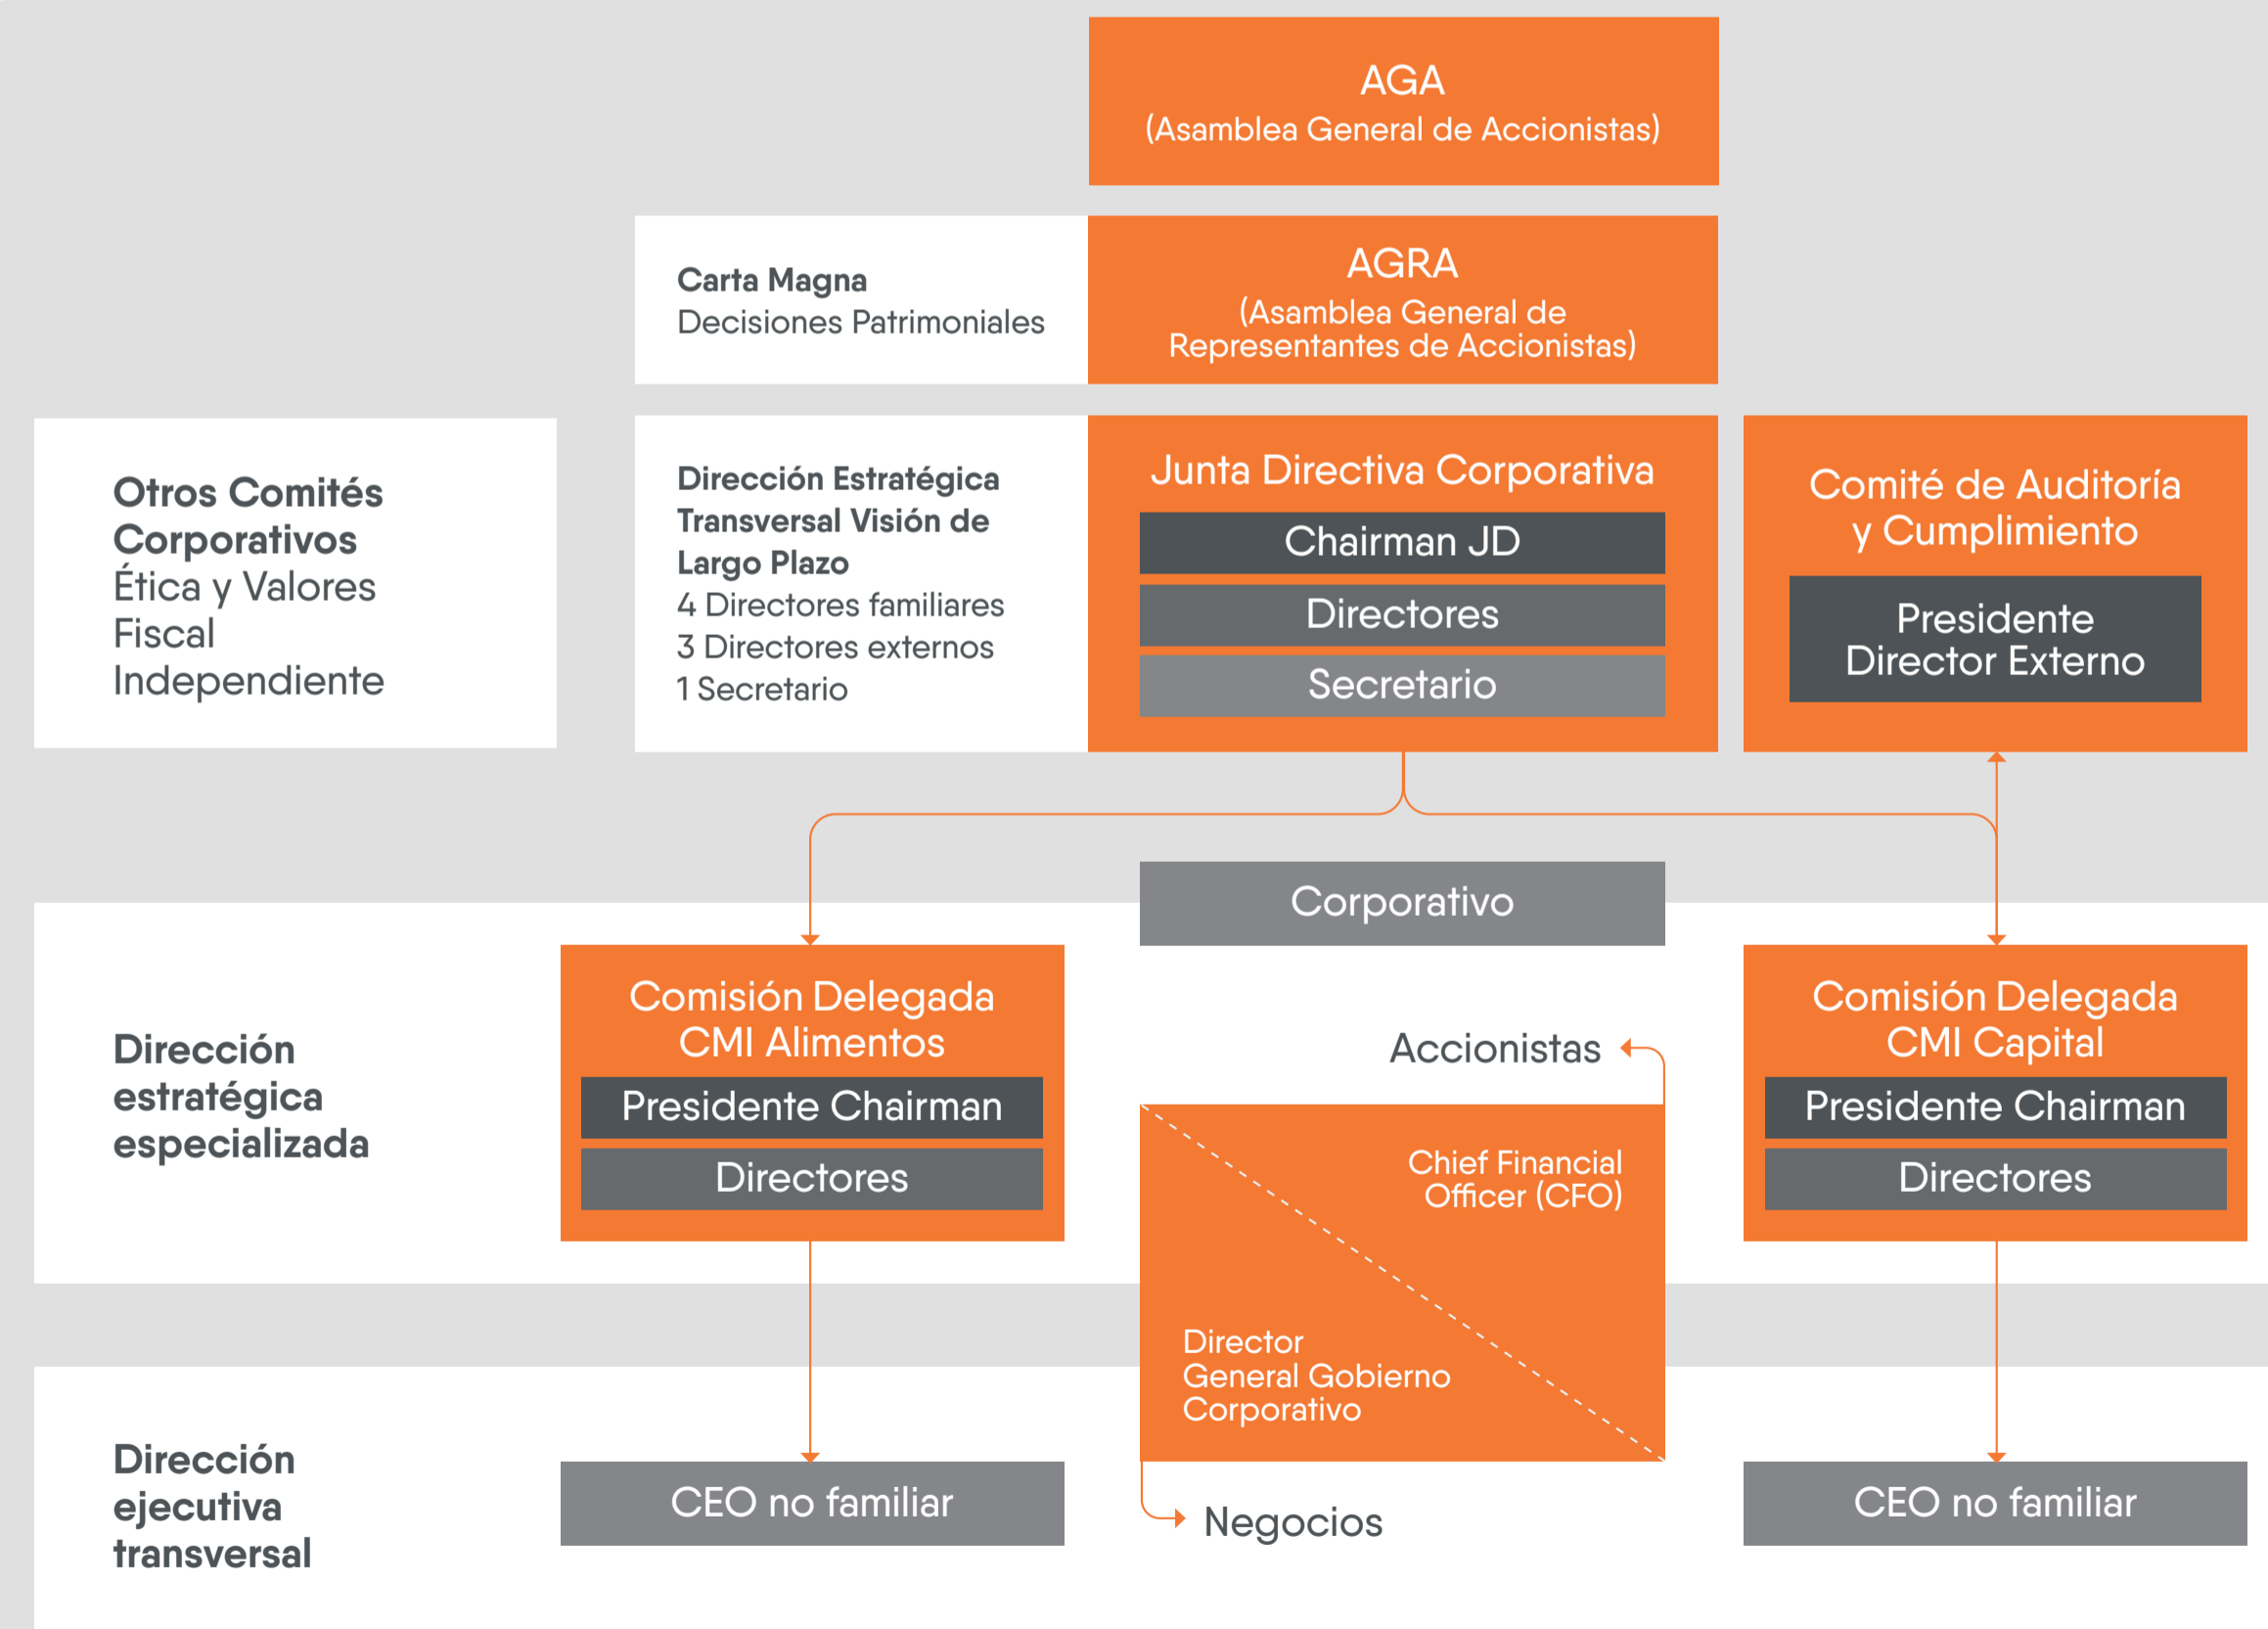 AGA
(Asamblea General de Accionistas)
Carta Magna
Decisiones Patrimoniales
AGRA
(Asamblea General de
Representantes de Accionistas)
Otros Comités
Corporativos
Ética y Valores
Fiscal
Independiente
Dirección Estratégica
Transversal Visión de
Largo Plazo
4 Directores familiares
3 Directores externos
1 Secretario
Junta Directiva Corporativa
Chairman JD
Directores
Secretario
Comité de Auditoría
y Cumplimiento
Presidente
Director Externo
Corporativo
Dirección
estratégica
especializada
Comisión Delegada
CMI Alimentos
Presidente Chairman
Directores
Accionistas
Chief Financial
Officer (CFO)
Director
General Gobierno
Corporativo
Negocios
Comisión Delegada
CMI Capital
Presidente Chairman
Directores
Dirección
ejecutiva
transversal
CEO no familiar
CEO no familiar